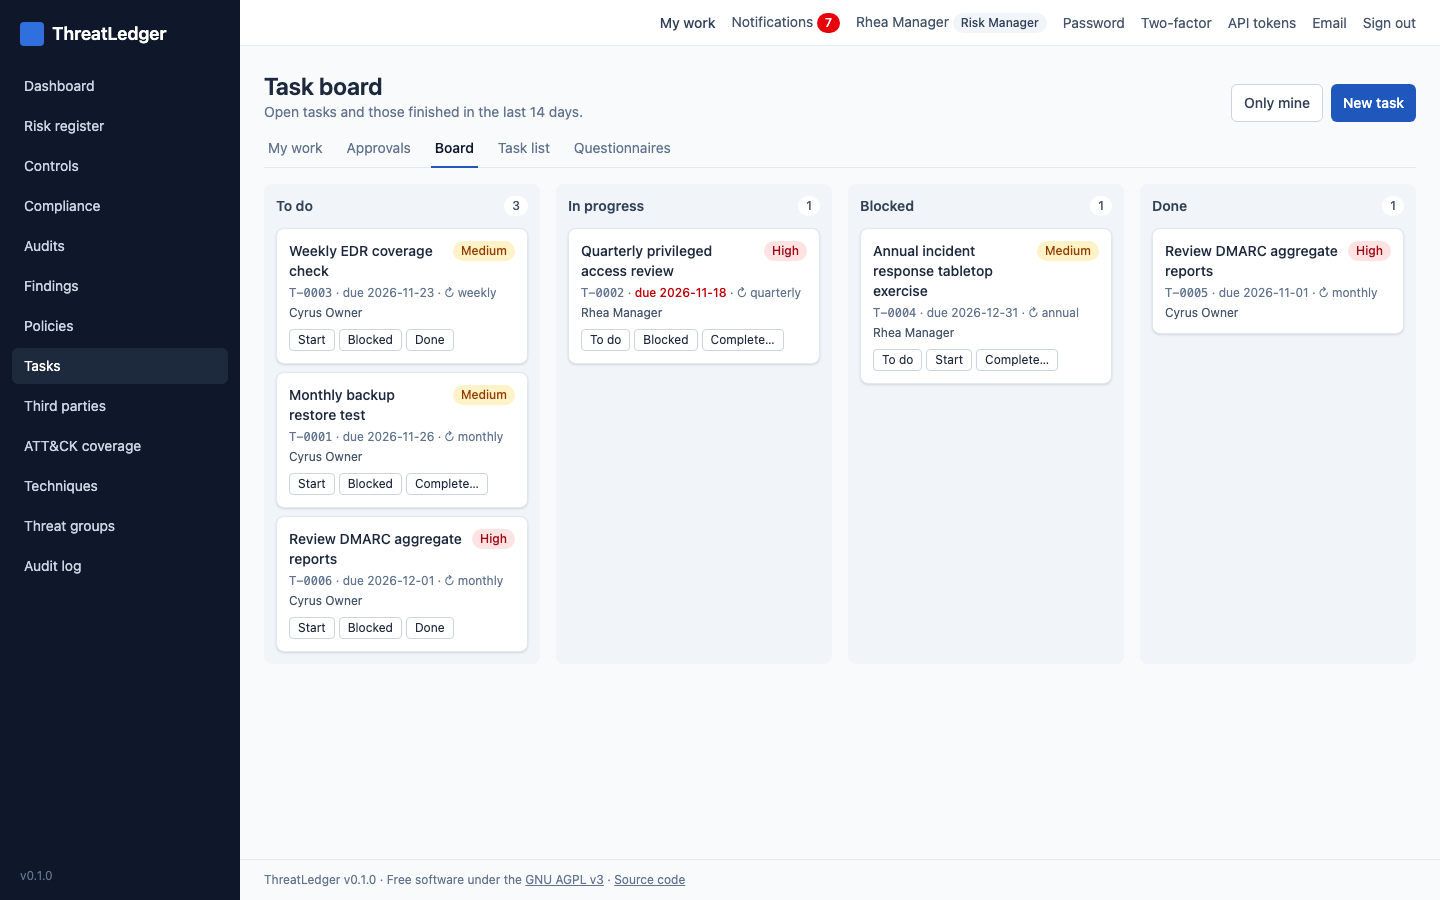 ThreatLedger
Dashboard
Risk register
Controls
Compliance
Audits
Findings
Policies
Tasks
Third parties
ATT&CK coverage
Techniques
Threat groups
Audit log
v0.1.0
My work Notifications 7 Rhea Manager Risk Manager Password Two-factor API tokens Email Sign out
Task board
Open tasks and those finished in the last 14 days.
Only mine New task
My work Approvals Board Task list Questionnaires
To do 3
Weekly EDR coverage Medium
check
T-0003 · due 2026-11-23 · ↻ weekly
Cyrus Owner
Start Blocked Done
Monthly backup Medium
restore test
T-0001 · due 2026-11-26 · ↻ monthly
Cyrus Owner
Start Blocked Complete…
Review DMARC aggregate High
reports
T-0006 · due 2026-12-01 · ↻ monthly
Cyrus Owner
Start Blocked Done
In progress 1
Quarterly privileged High
access review
T-0002 · due 2026-11-18 · ↻ quarterly
Rhea Manager
To do Blocked Complete…
Blocked 1
Annual incident Medium
response tabletop
exercise
T-0004 · due 2026-12-31 · ↻ annual
Rhea Manager
To do Start Complete…
Done 1
Review DMARC aggregate High
reports
T-0005 · due 2026-11-01 · ↻ monthly
Cyrus Owner
ThreatLedger v0.1.0 · Free software under the GNU AGPL v3 · Source code